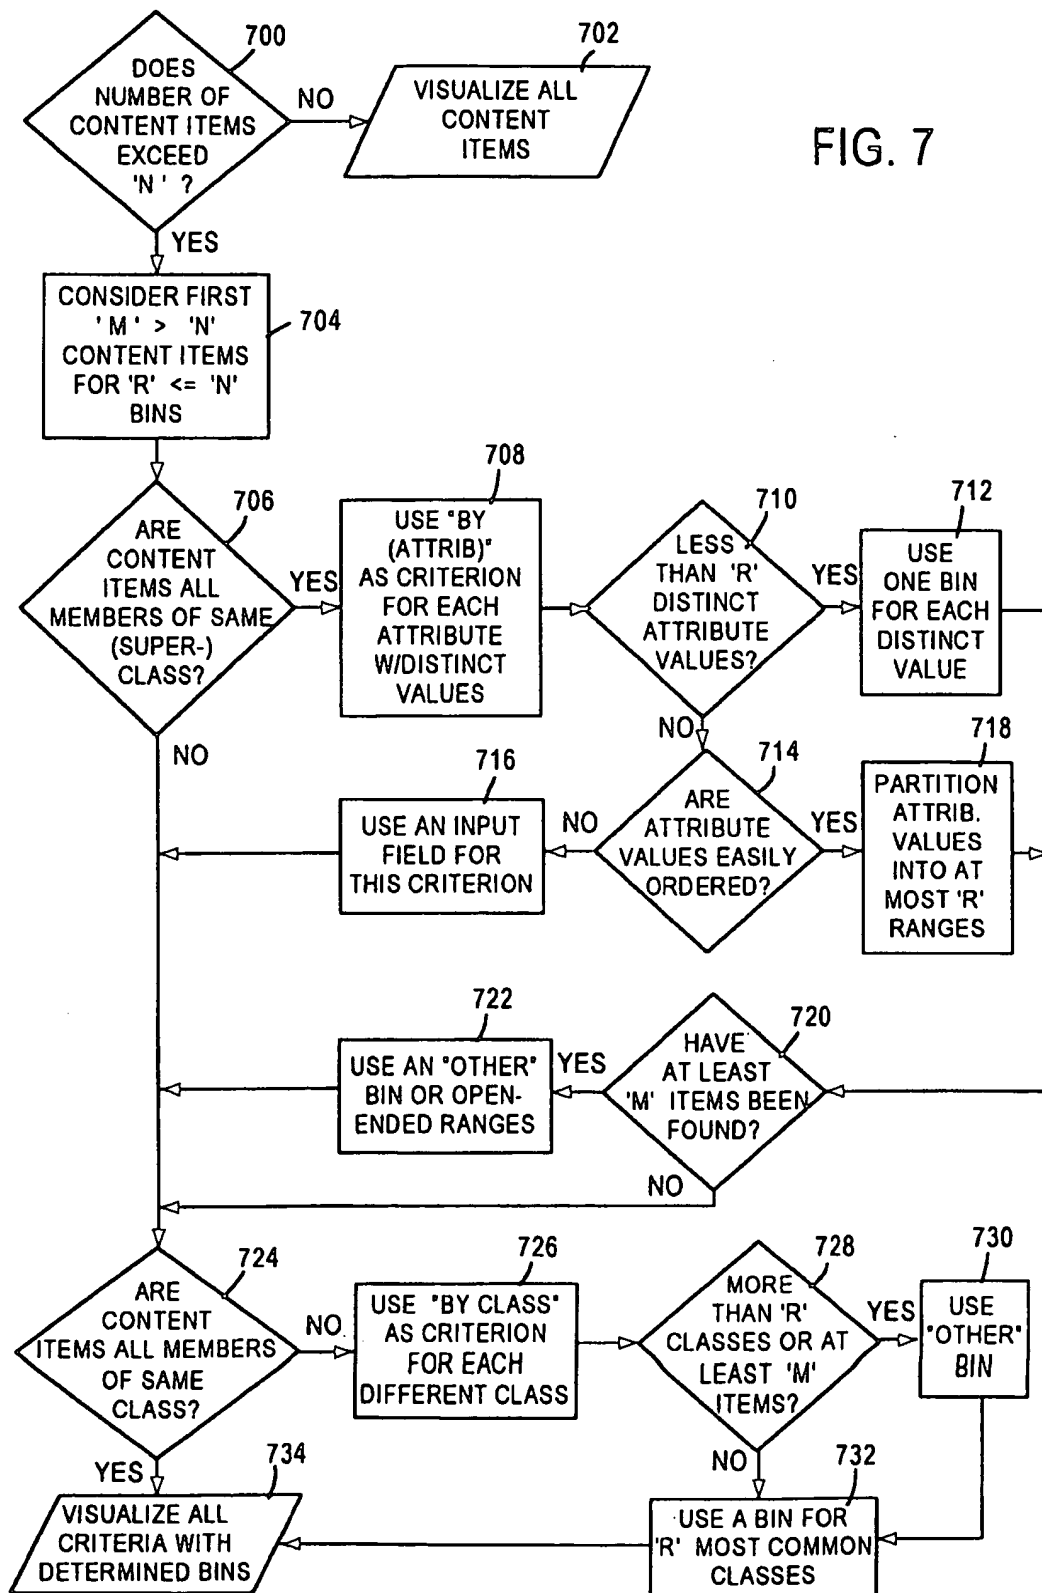 700
DOES
NUMBER OF
CONTENT ITEMS
EXCEED
'N' ?
NO
702
VISUALIZE ALL
CONTENT
ITEMS
FIG. 7
YES
CONSIDER FIRST
'M' > 'N'
CONTENT ITEMS
FOR 'R' <= 'N'
BINS
704
706
ARE
CONTENT
ITEMS ALL
MEMBERS OF SAME
(SUPER-)
CLASS?
YES
708
USE "BY
(ATTRIB)"
AS CRITERION
FOR EACH
ATTRIBUTE
W/DISTINCT
VALUES
710
LESS
THAN 'R'
DISTINCT
ATTRIBUTE
VALUES?
YES
712
USE
ONE BIN
FOR EACH
DISTINCT
VALUE
NO
NO
714
ARE
ATTRIBUTE
VALUES EASILY
ORDERED?
NO
716
USE AN INPUT
FIELD FOR
THIS CRITERION
YES
718
PARTITION
ATTRIB.
VALUES
INTO AT
MOST 'R'
RANGES
720
HAVE
AT LEAST
'M' ITEMS BEEN
FOUND?
YES
722
USE AN "OTHER"
BIN OR OPEN-
ENDED RANGES
NO
724
ARE
CONTENT
ITEMS ALL MEMBERS
OF SAME
CLASS?
NO
726
USE "BY CLASS"
AS CRITERION
FOR EACH
DIFFERENT CLASS
728
MORE
THAN 'R'
CLASSES OR AT
LEAST 'M'
ITEMS?
YES
730
USE
"OTHER"
BIN
NO
732
USE A BIN FOR
'R' MOST COMMON
CLASSES
YES
734
VISUALIZE ALL
CRITERIA WITH
DETERMINED BINS